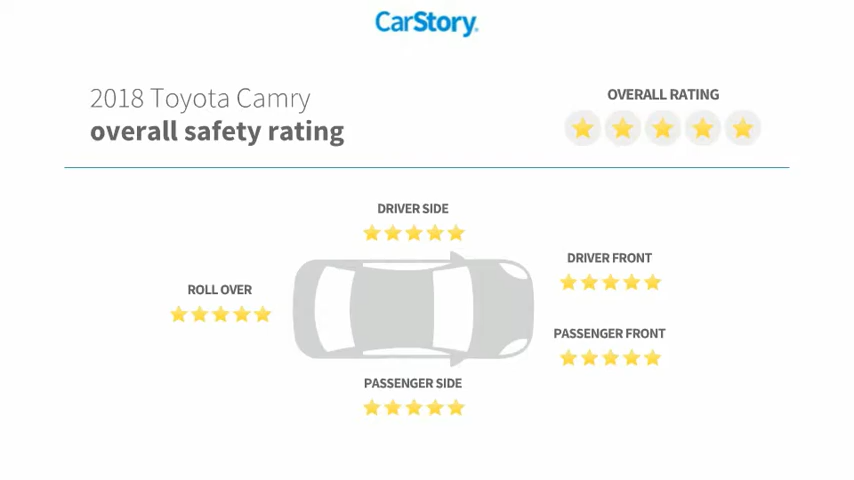 CarStory.
2018 Toyota Camry
overall safety rating
OVERALL RATING
DRIVER SIDE
DRIVER FRONT
ROLL OVER
PASSENGER FRONT
PASSENGER SIDE